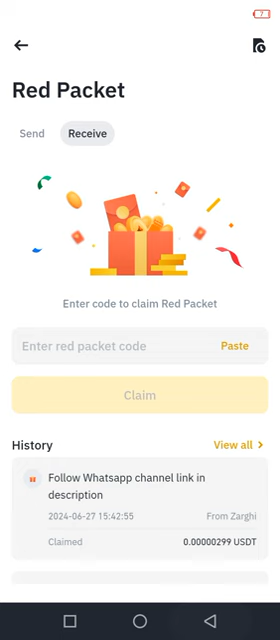 7
Red Packet
Send Receive
Enter code to claim Red Packet
Enter red packet code Paste
Claim
History View all
Follow Whatsapp channel link in
description
2024-06-27 15:42:55 From Zarghi
Claimed 0.00000299 USDT